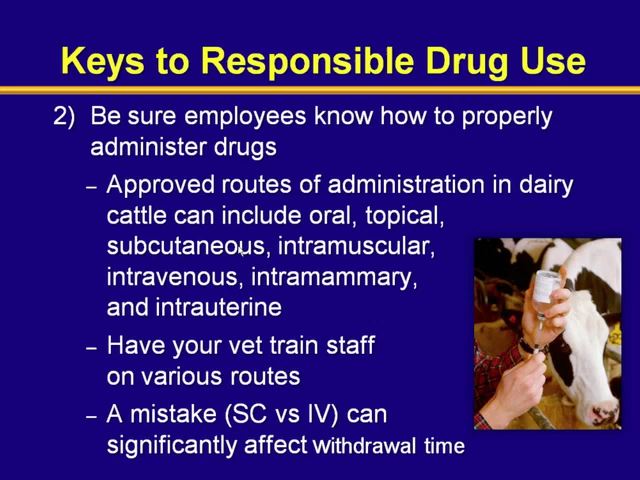 Keys to Responsible Drug Use
2) Be sure employees know how to properly
administer drugs
– Approved routes of administration in dairy
cattle can include oral, topical,
subcutaneous, intramuscular,
intravenous, intramammary,
and intrauterine
– Have your vet train staff
on various routes
– A mistake (SC vs IV) can
significantly affect withdrawal time